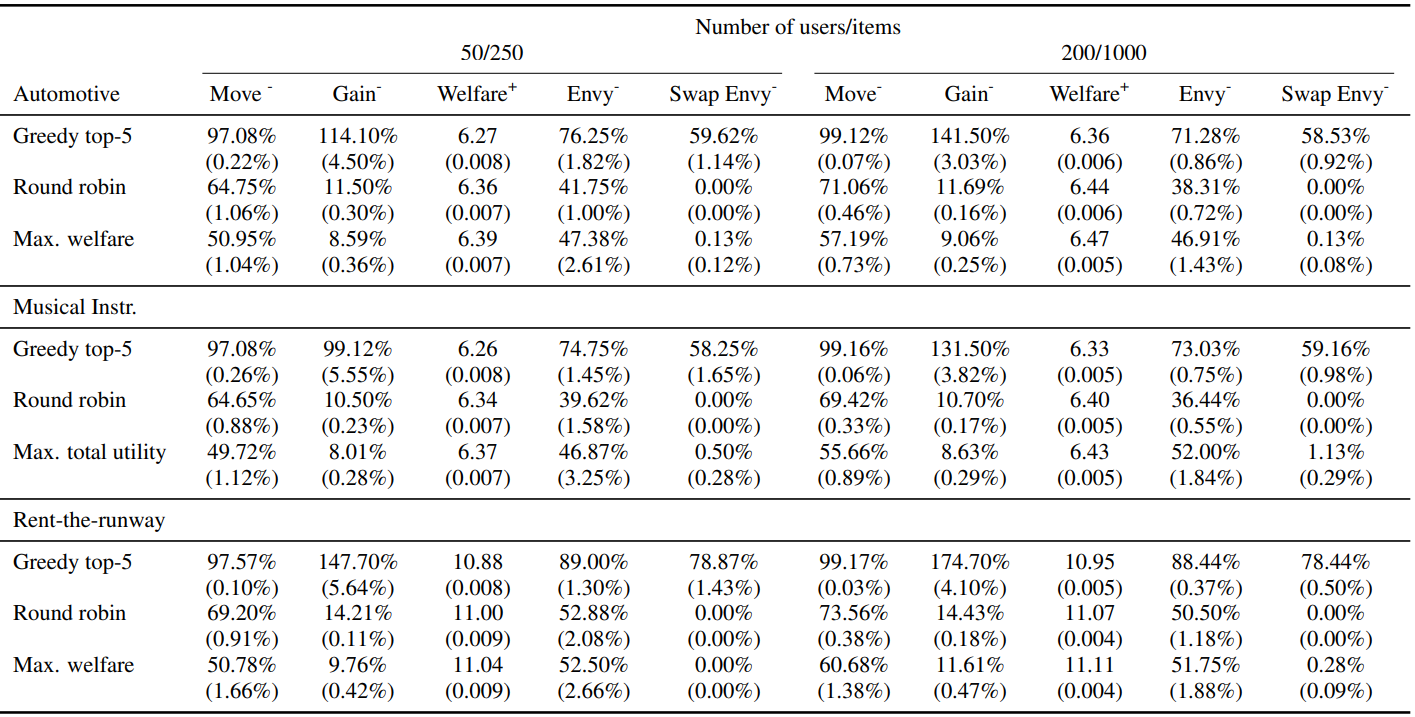 Number of users/items
50/250 200/1000
Automotive Move - Gain- Welfare+ Envy- Swap Envy- Move- Gain- Welfare+ Envy- Swap Envy-
Greedy top-5 97.08% 114.10% 6.27 76.25% 59.62% 99.12% 141.50% 6.36 71.28% 58.53%
(0.22%) (4.50%) (0.008) (1.82%) (1.14%) (0.07%) (3.03%) (0.006) (0.86%) (0.92%)
Round robin 64.75% 11.50% 6.36 41.75% 0.00% 71.06% 11.69% 6.44 38.31% 0.00%
(1.06%) (0.30%) (0.007) (1.00%) (0.00%) (0.46%) (0.16%) (0.006) (0.72%) (0.00%)
Max. welfare 50.95% 8.59% 6.39 47.38% 0.13% 57.19% 9.06% 6.47 46.91% 0.13%
(1.04%) (0.36%) (0.007) (2.61%) (0.12%) (0.73%) (0.25%) (0.005) (1.43%) (0.08%)
Musical Instr.
Greedy top-5 97.08% 99.12% 6.26 74.75% 58.25% 99.16% 131.50% 6.33 73.03% 59.16%
(0.26%) (5.55%) (0.008) (1.45%) (1.65%) (0.06%) (3.82%) (0.005) (0.75%) (0.98%)
Round robin 64.65% 10.50% 6.34 39.62% 0.00% 69.42% 10.70% 6.40 36.44% 0.00%
(0.88%) (0.23%) (0.007) (1.58%) (0.00%) (0.33%) (0.17%) (0.005) (0.55%) (0.00%)
Max. total utility 49.72% 8.01% 6.37 46.87% 0.50% 55.66% 8.63% 6.43 52.00% 1.13%
(1.12%) (0.28%) (0.007) (3.25%) (0.28%) (0.89%) (0.29%) (0.005) (1.84%) (0.29%)
Rent-the-runway
Greedy top-5 97.57% 147.70% 10.88 89.00% 78.87% 99.17% 174.70% 10.95 88.44% 78.44%
(0.10%) (5.64%) (0.008) (1.30%) (1.43%) (0.03%) (4.10%) (0.005) (0.37%) (0.50%)
Round robin 69.20% 14.21% 11.00 52.88% 0.00% 73.56% 14.43% 11.07 50.50% 0.00%
(0.91%) (0.11%) (0.009) (2.08%) (0.00%) (0.38%) (0.18%) (0.004) (1.18%) (0.00%)
Max. welfare 50.78% 9.76% 11.04 52.50% 0.00% 60.68% 11.61% 11.11 51.75% 0.28%
(1.66%) (0.42%) (0.009) (2.66%) (0.00%) (1.38%) (0.47%) (0.004) (1.88%) (0.09%)